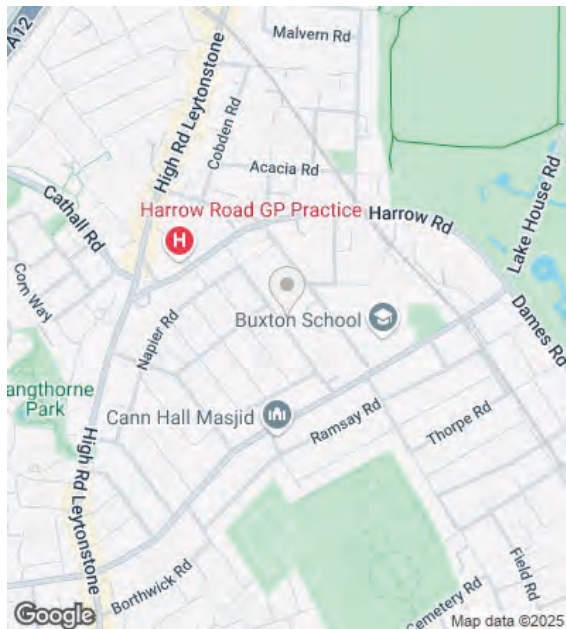 A12
Malvern Rd
High Rd Leytonstone
Cobden Rd
Acacia Rd
Cathall Rd
Harrow Road GP Practice
H
Harrow Rd
Lake House Rd
Corn Way
Napier Rd
Buxton School
Dames Rd
angthorne
Park
Cann Hall Masjid
Ramsay Rd
Thorpe Rd
High Rd Leytonstone
Borthwick Rd
Field Rd
Cemetery Rd
Google
Map data ©2025